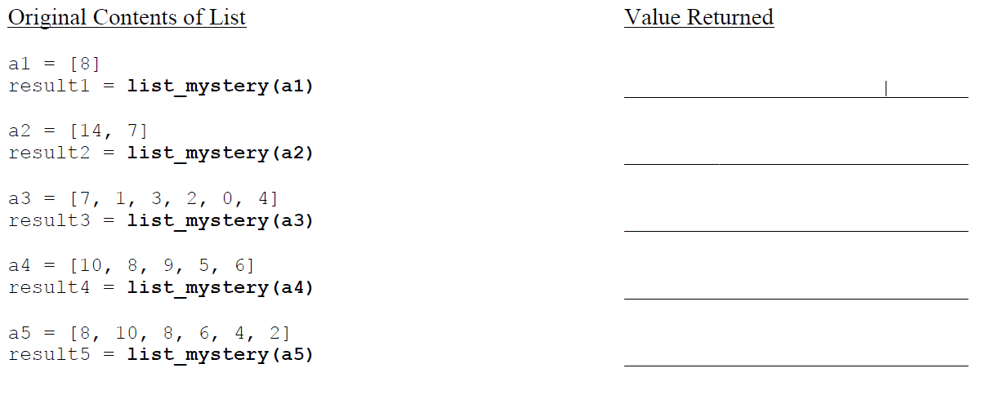 Original Contents of List Value Returned
a1 = [8]
result1 = list_mystery(a1)
a2 = [14, 7]
result2 = list_mystery(a2)
a3 = [7, 1, 3, 2, 0, 4]
result3 = list_mystery(a3)
a4 = [10, 8, 9, 5, 6]
result4 = list_mystery(a4)
a5 = [8, 10, 8, 6, 4, 2]
result5 = list_mystery(a5)